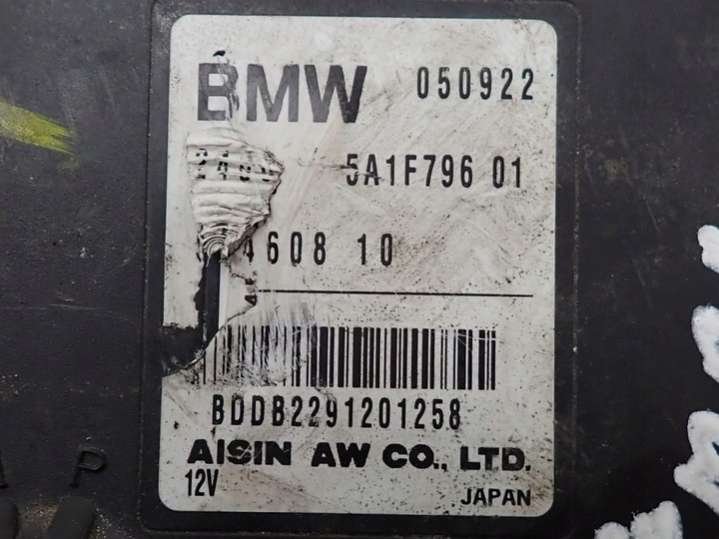 BMW 050922
5A1F796 01
4608 10
BDDB2291201258
AISIN AW CO., LTD.
12V
JAPAN
P